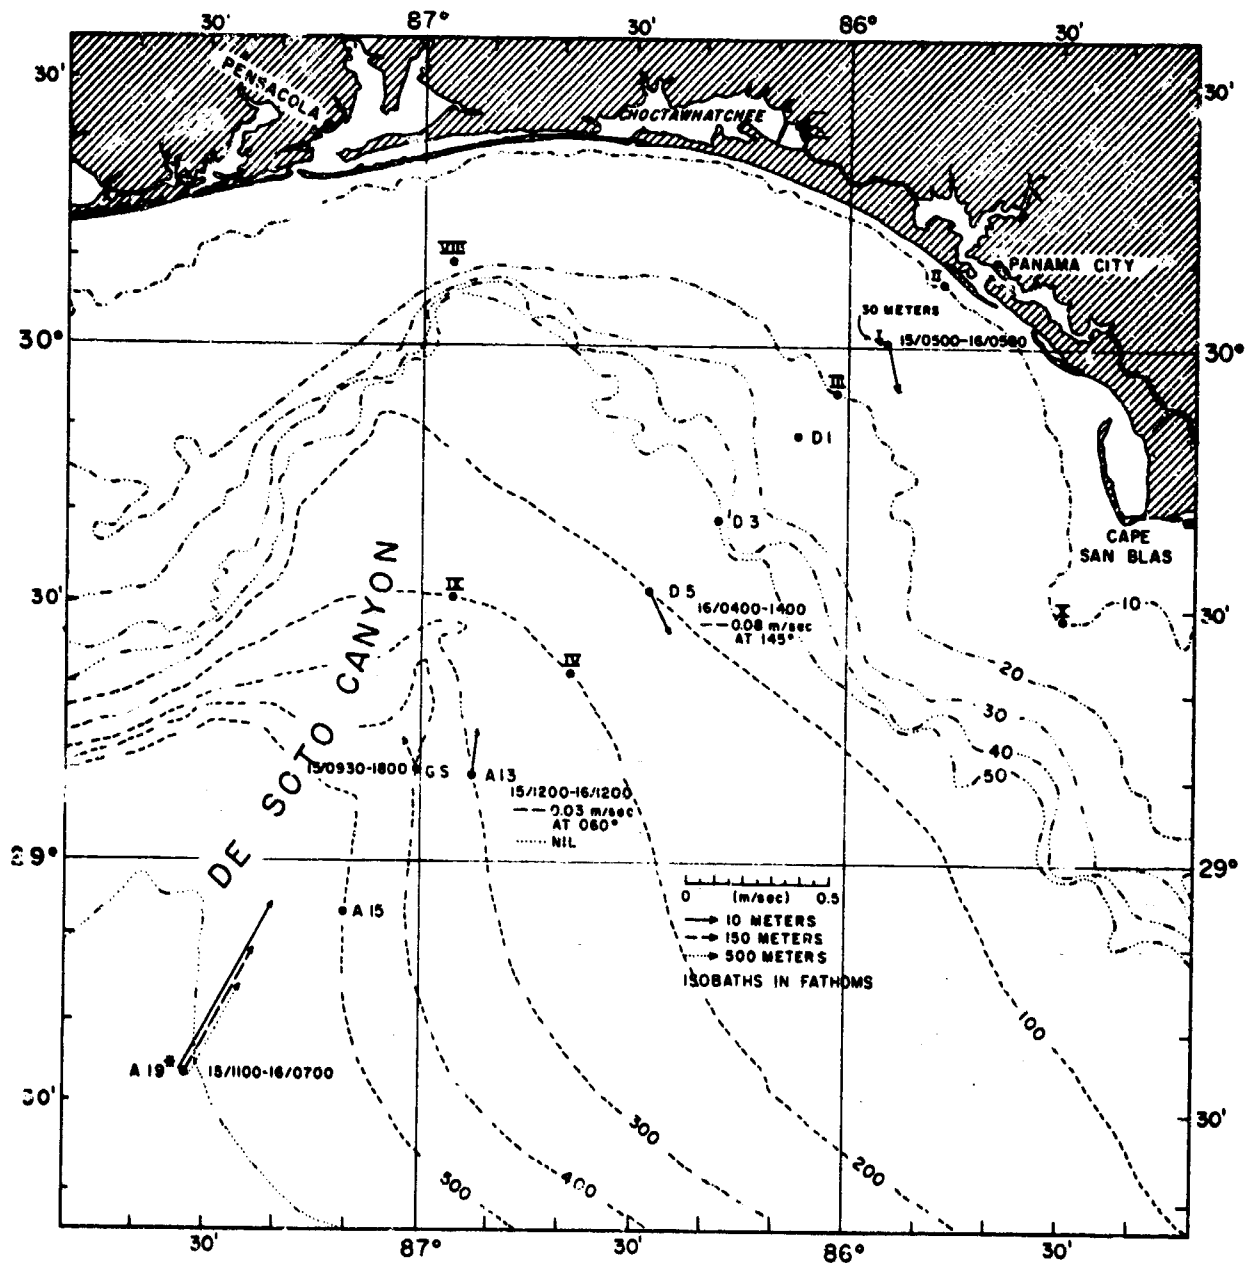 30' 87° 30' 86° 30'
30' 30'
PENSACOLA
CHOCTAWHATCHEE
VIII
II
PANAMA CITY
30 METERS
I
15/0500-16/0500
30° 30°
III
D1
D3
CAPE
SAN BLAS
30' 30'
IX
D5
16/0400-1400
0.08 m/sec
AT 145°
10
X
IV
20
30
40
50
DE SOTO CANYON
15/0930-1800
GS
A13
15/1200-16/1200
0.03 m/sec
AT 060°
NIL
29° 29°
A15
0 (m/sec) 0.5
10 METERS
150 METERS
500 METERS
ISOBATHS IN FATHOMS
A19*
15/1100-16/0700
100
30' 30'
300
200
400
500
30' 87° 30' 86° 30'